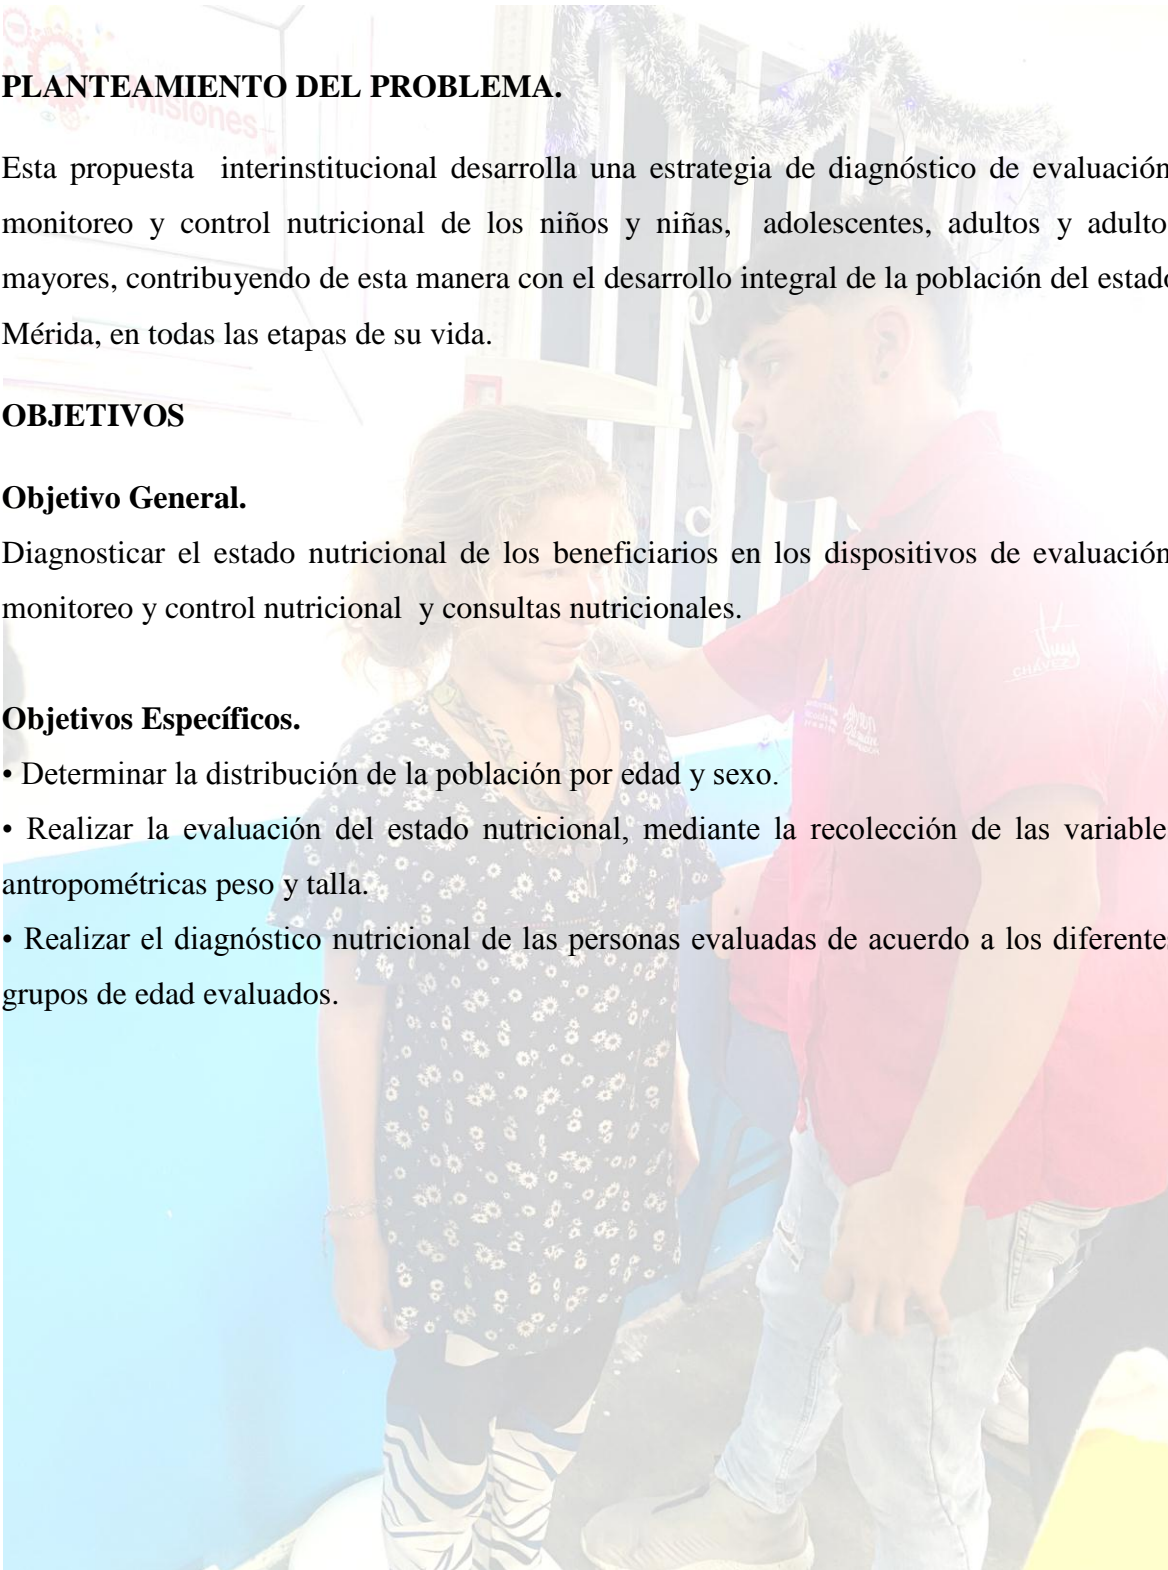 Misiones
PLANTEAMIENTO DEL PROBLEMA.
Esta propuesta interinstitucional desarrolla una estrategia de diagnóstico de evaluación
monitoreo y control nutricional de los niños y niñas, adolescentes, adultos y adulto
mayores, contribuyendo de esta manera con el desarrollo integral de la población del estado
Mérida, en todas las etapas de su vida.
OBJETIVOS
Objetivo General.
Diagnosticar el estado nutricional de los beneficiarios en los dispositivos de evaluación
monitoreo y control nutricional y consultas nutricionales.
CHÁVEZ
Objetivos Específicos.
• Determinar la distribución de la población por edad y sexo.
• Realizar la evaluación del estado nutricional, mediante la recolección de las variable
antropométricas peso y talla.
• Realizar el diagnóstico nutricional de las personas evaluadas de acuerdo a los diferentes
grupos de edad evaluados.